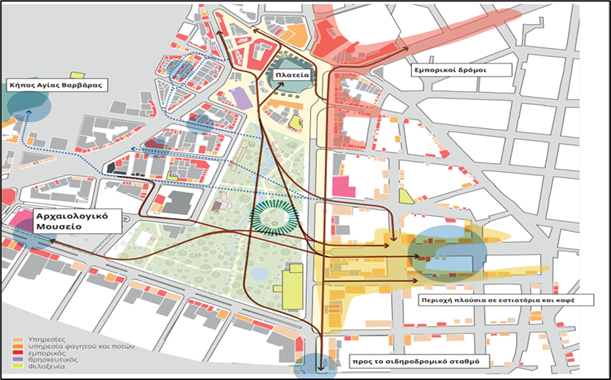 Πλατεία
Εμπορικοί δρόμοι
Κήπος Αγίας Βαρβάρας
Αρχαιολογικό
Μουσείο
Περιοχή πλούσια σε εστιατόρια και καφέ
προς το σιδηροδρομικό σταθμό
Υπηρεσίες
υπηρεσία φαγητού και ποτών
εμπορικός
θρησκευτικός
Φιλοξενία